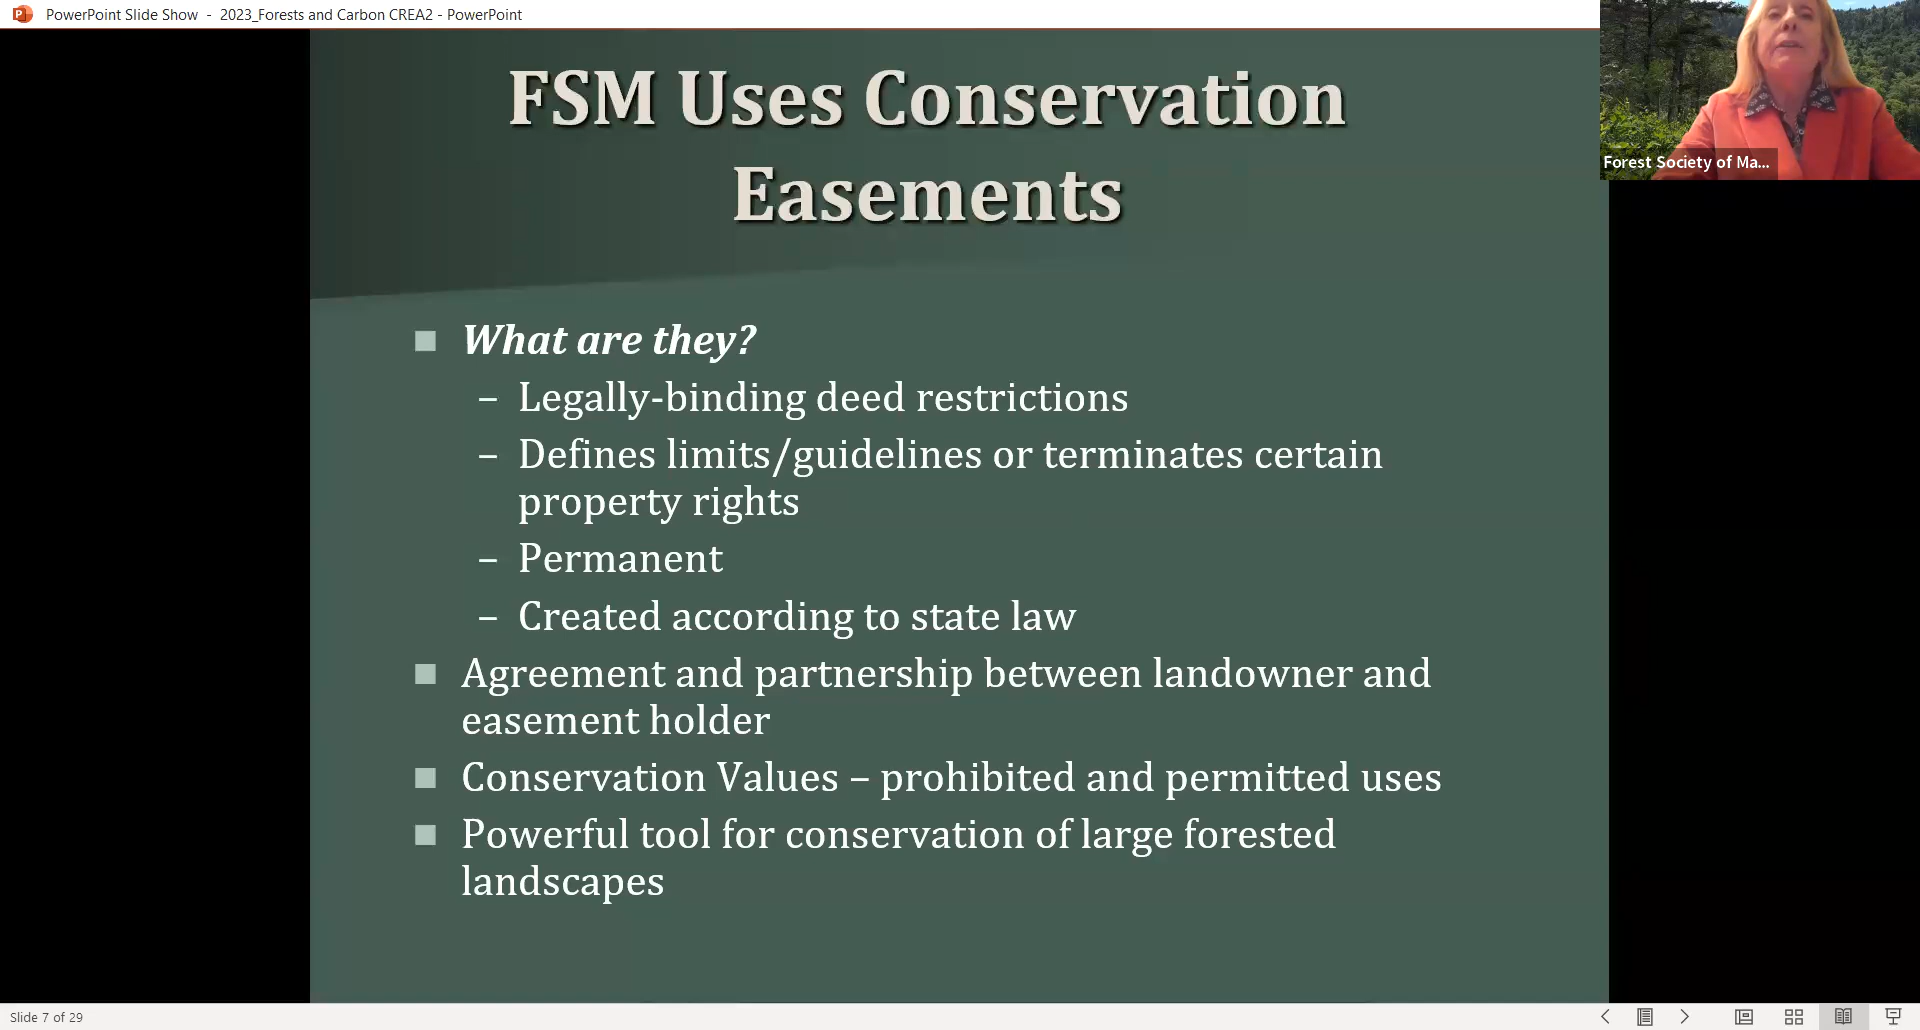 PowerPoint Slide Show - 2023_Forests and Carbon CREA2 - PowerPoint
Forest Society of Ma...
FSM Uses Conservation
Easements
What are they?
– Legally-binding deed restrictions
– Defines limits/guidelines or terminates certain
property rights
– Permanent
– Created according to state law
Agreement and partnership between landowner and
easement holder
Conservation Values – prohibited and permitted uses
Powerful tool for conservation of large forested
landscapes
Slide 7 of 29